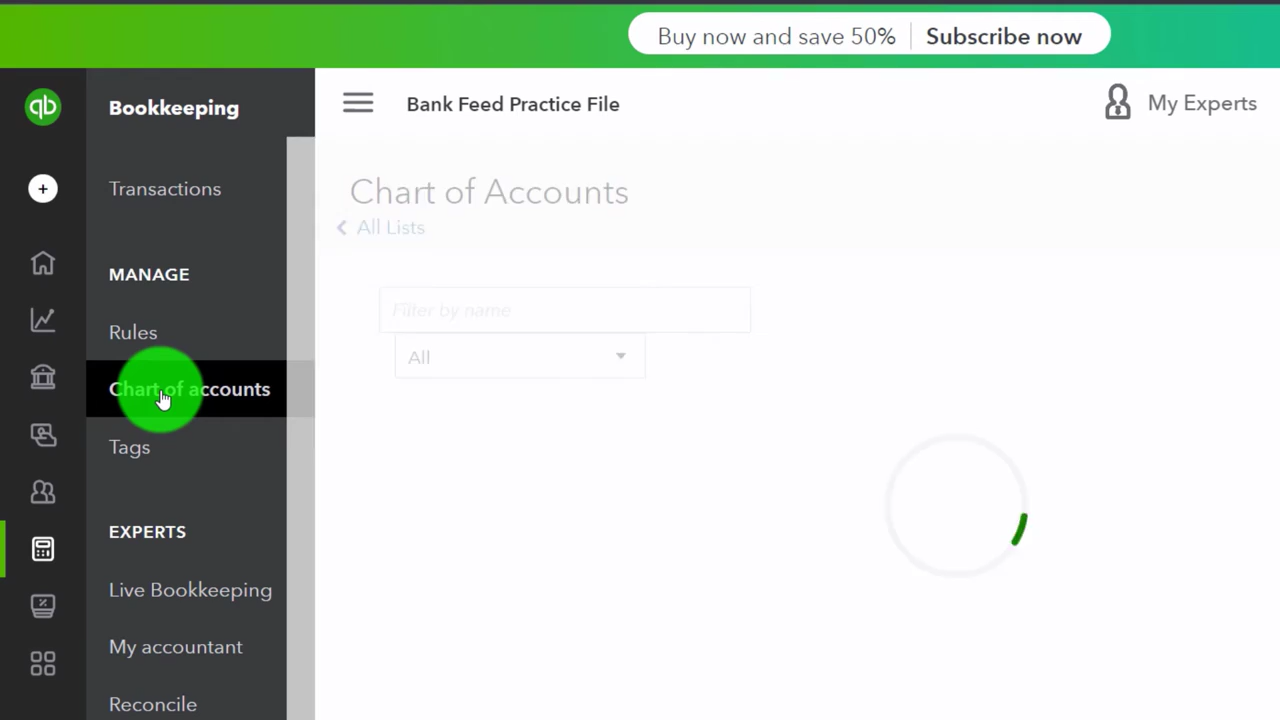 Buy now and save 50% Subscribe now
qb
Bookkeeping
Bank Feed Practice File
My Experts
Transactions
MANAGE
Rules
Chart of accounts
Tags
EXPERTS
Live Bookkeeping
My accountant
Reconcile
Chart of Accounts
All Lists
Filter by name
All